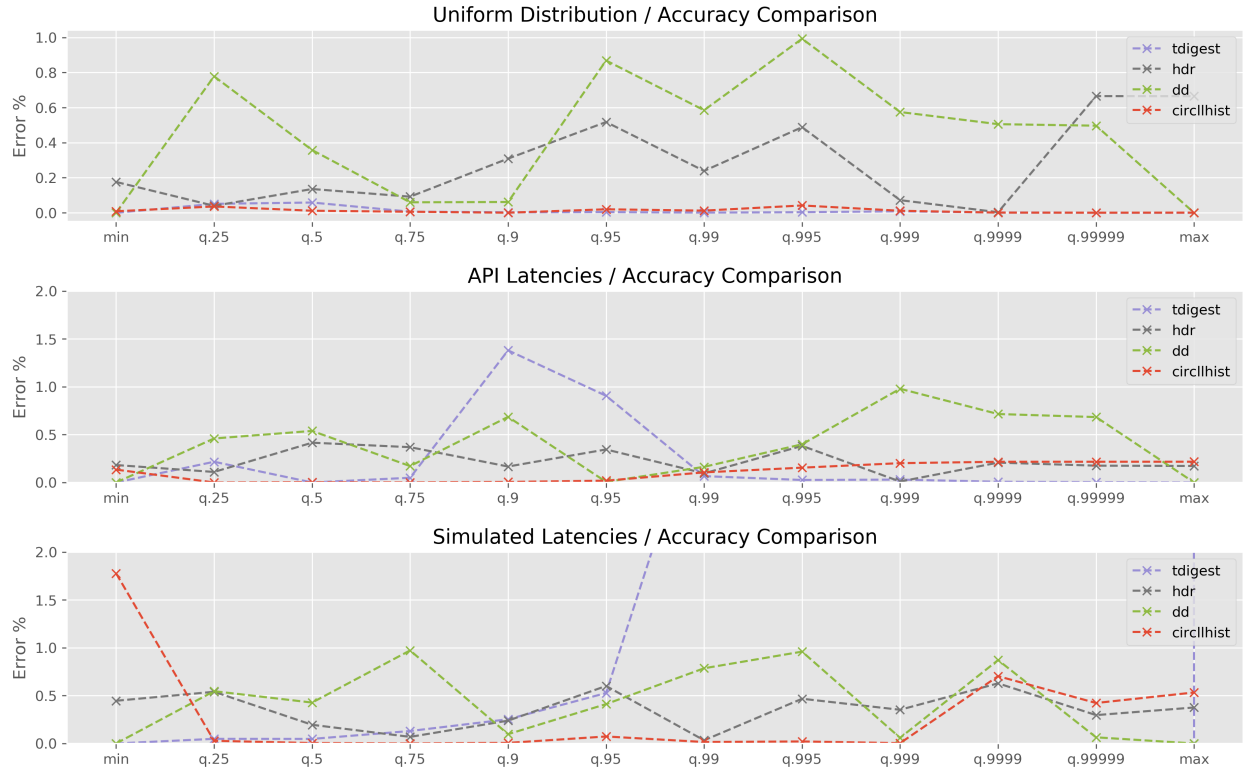 Uniform Distribution / Accuracy Comparison
Error %
1.0
0.8
0.6
0.4
0.2
0.0
tdigest
hdr
dd
circllhist
min q.25 q.5 q.75 q.9 q.95 q.99 q.995 q.999 q.9999 q.99999 max
API Latencies / Accuracy Comparison
Error %
2.0
1.5
1.0
0.5
0.0
tdigest
hdr
dd
circllhist
min q.25 q.5 q.75 q.9 q.95 q.99 q.995 q.999 q.9999 q.99999 max
Simulated Latencies / Accuracy Comparison
Error %
2.0
1.5
1.0
0.5
0.0
tdigest
hdr
dd
circllhist
min q.25 q.5 q.75 q.9 q.95 q.99 q.995 q.999 q.9999 q.99999 max